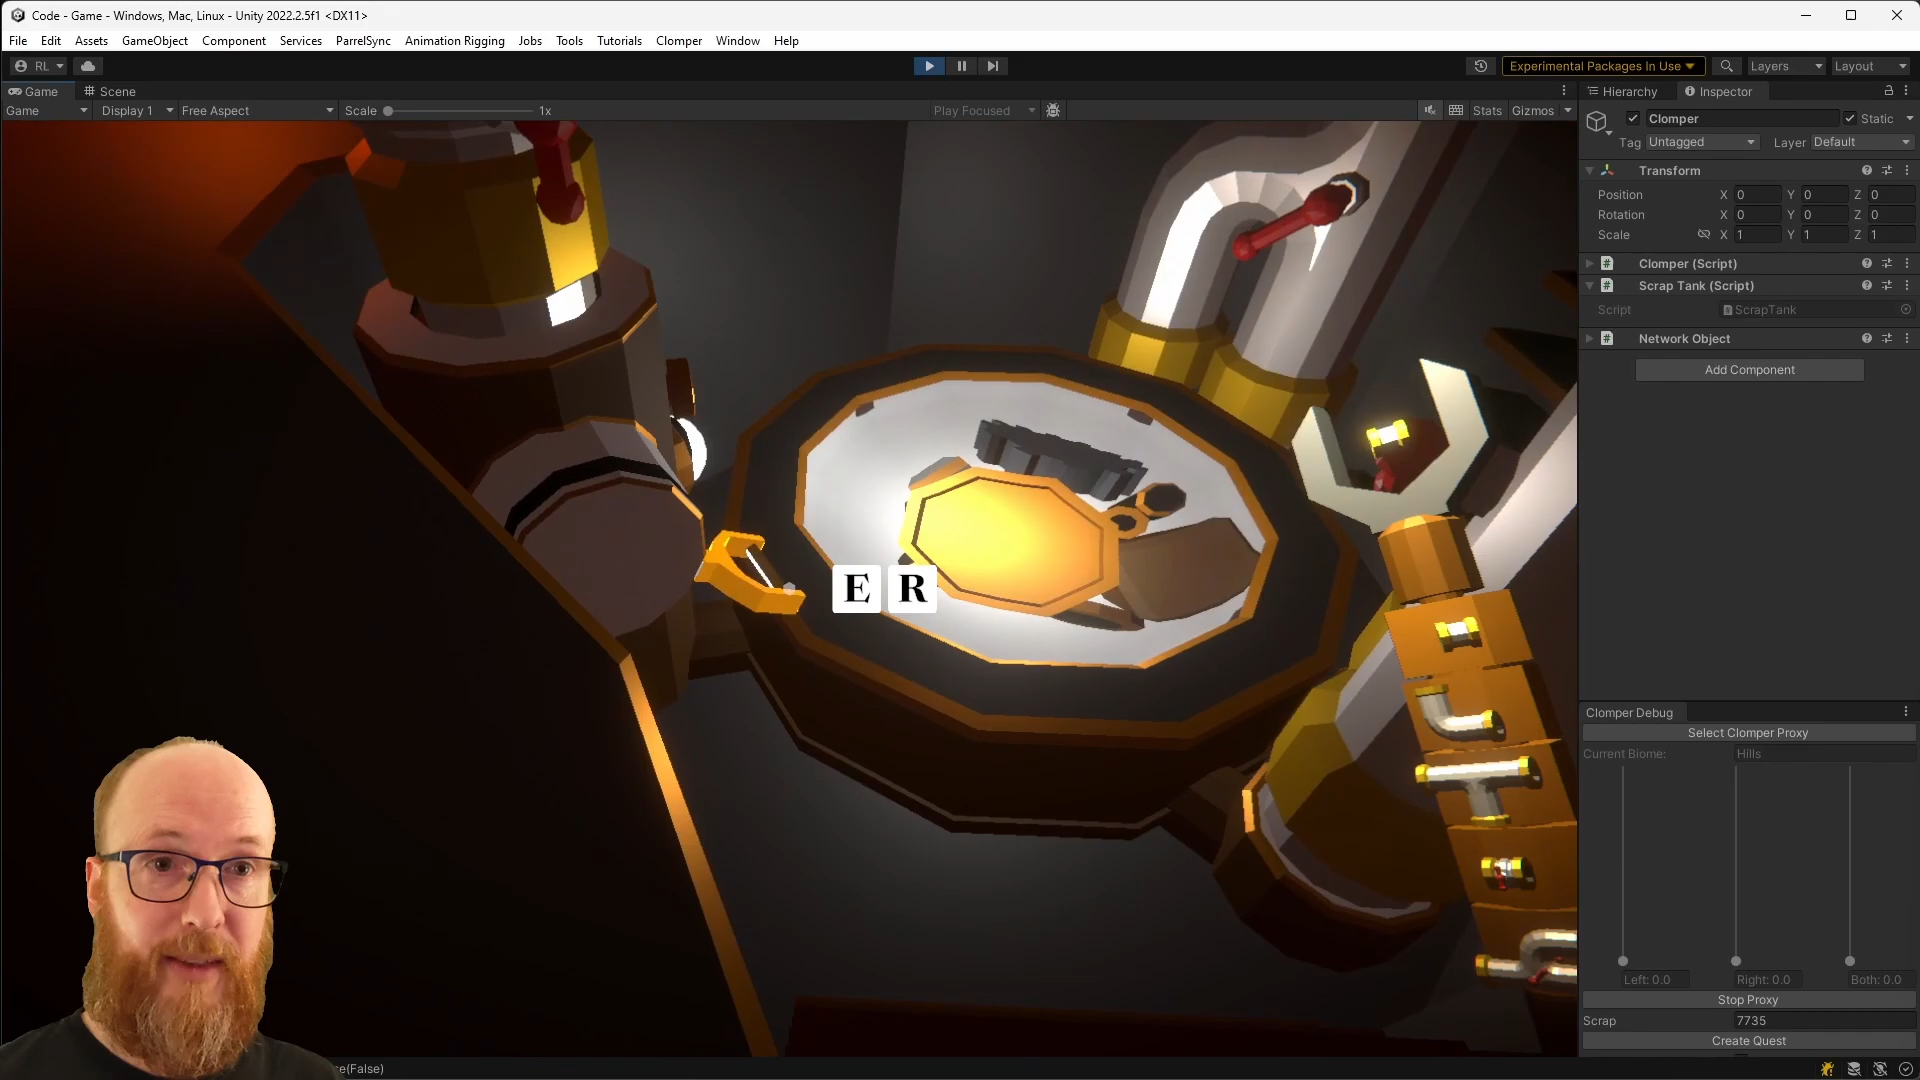 Code - Game - Windows, Mac, Linux - Unity 2022.2.5f1 <DX11>
File Edit Assets GameObject Component Services ParrelSync Animation Rigging Jobs Tools Tutorials Clomper Window Help
RL Experimental Packages In Use Layers Layout
Game Scene
Game Display 1 Free Aspect Scale 1x Play Focused Stats Gizmos
Hierarchy Inspector
Clomper Static
Tag Untagged Layer Default
Transform
Position X 0 Y 0 Z 0
Rotation X 0 Y 0 Z 0
Scale X 1 Y 1 Z 1
Clomper (Script)
Scrap Tank (Script)
Script ScrapTank
Network Object
Add Component
E R
Clomper Debug
Select Clomper Proxy
Current Biome: Hills
Left: 0.0 Right: 0.0 Both: 0.0
Stop Proxy
Scrap 7735
Create Quest
e(False)